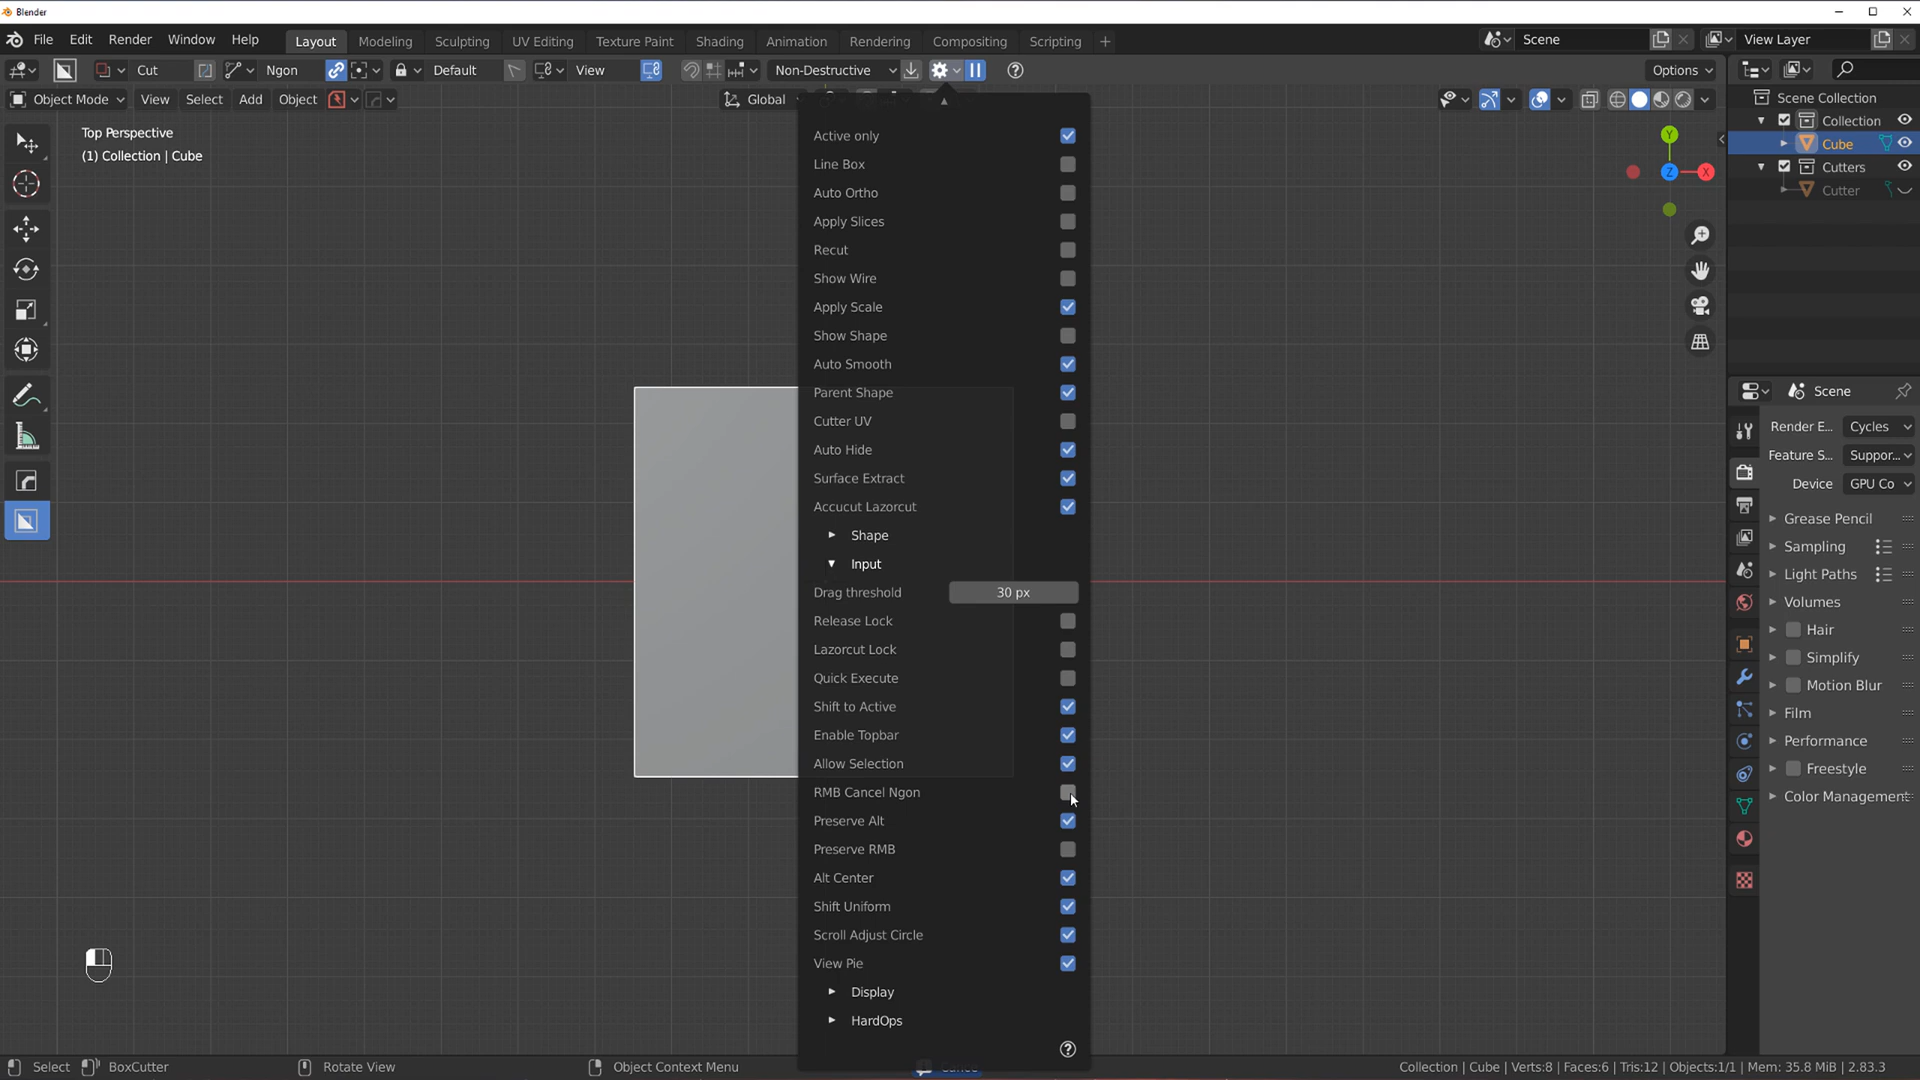 Blender
File Edit Render Window Help Layout Modeling Sculpting UV Editing Texture Paint Shading Animation Rendering Compositing Scripting + Scene View Layer
Cut Ngon Default View Non-Destructive Options
Object Mode View Select Add Object Global
Top Perspective
(1) Collection | Cube
Active only
Line Box
Auto Ortho
Apply Slices
Recut
Show Wire
Apply Scale
Show Shape
Auto Smooth
Parent Shape
Cutter UV
Auto Hide
Surface Extract
Accucut Lazorcut
Shape
Input
Drag threshold 30 px
Release Lock
Lazorcut Lock
Quick Execute
Shift to Active
Enable Topbar
Allow Selection
RMB Cancel Ngon
Preserve Alt
Preserve RMB
Alt Center
Shift Uniform
Scroll Adjust Circle
View Pie
Display
HardOps
Y
Z X
Scene Collection
Collection
Cube
Cutters
Cutter
Scene
Render E... Cycles
Feature S... Suppor...
Device GPU Co
Grease Pencil
Sampling
Light Paths
Volumes
Hair
Simplify
Motion Blur
Film
Performance
Freestyle
Color Management
Select BoxCutter Rotate View Object Context Menu
Collection | Cube | Verts:8 | Faces:6 | Tris:12 | Objects:1/1 | Mem: 35.8 MiB | 2.83.3